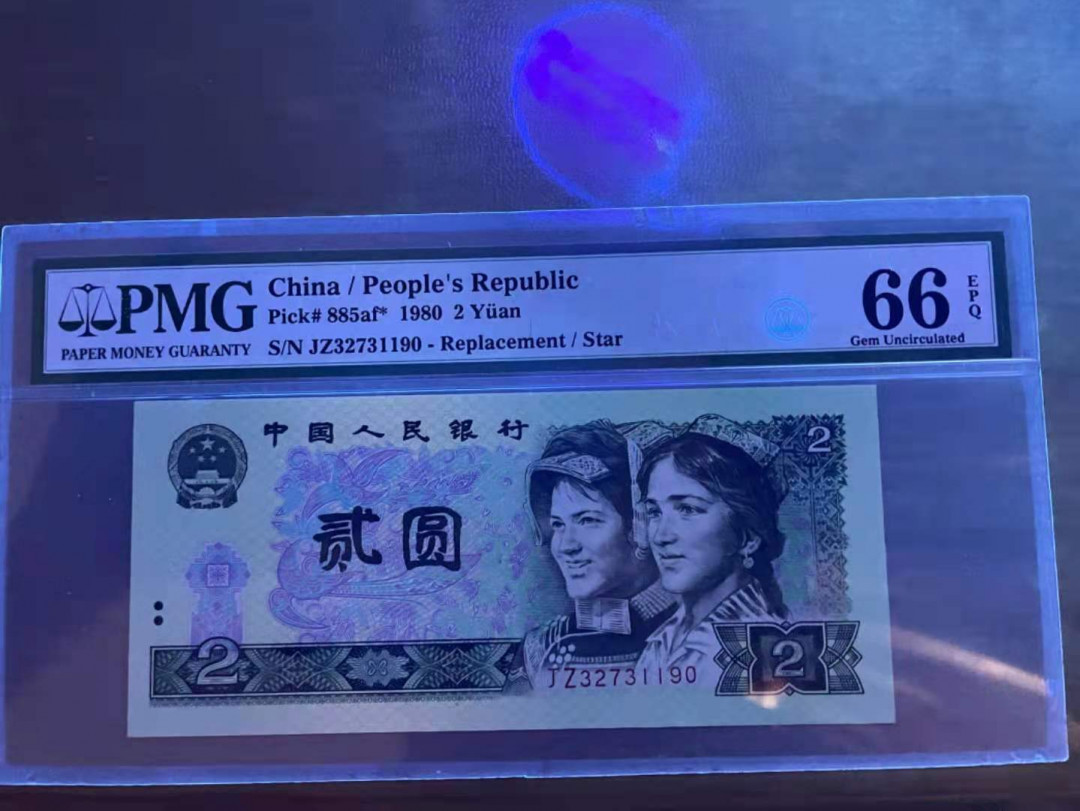 PMG
PAPER MONEY GUARANTY
China / People's Republic
Pick# 885af* 1980 2 Yüan
S/N JZ32731190 - Replacement / Star
66
EPQ
Gem Uncirculated
中国人民银行
2
贰圆
2
2
JZ32731190